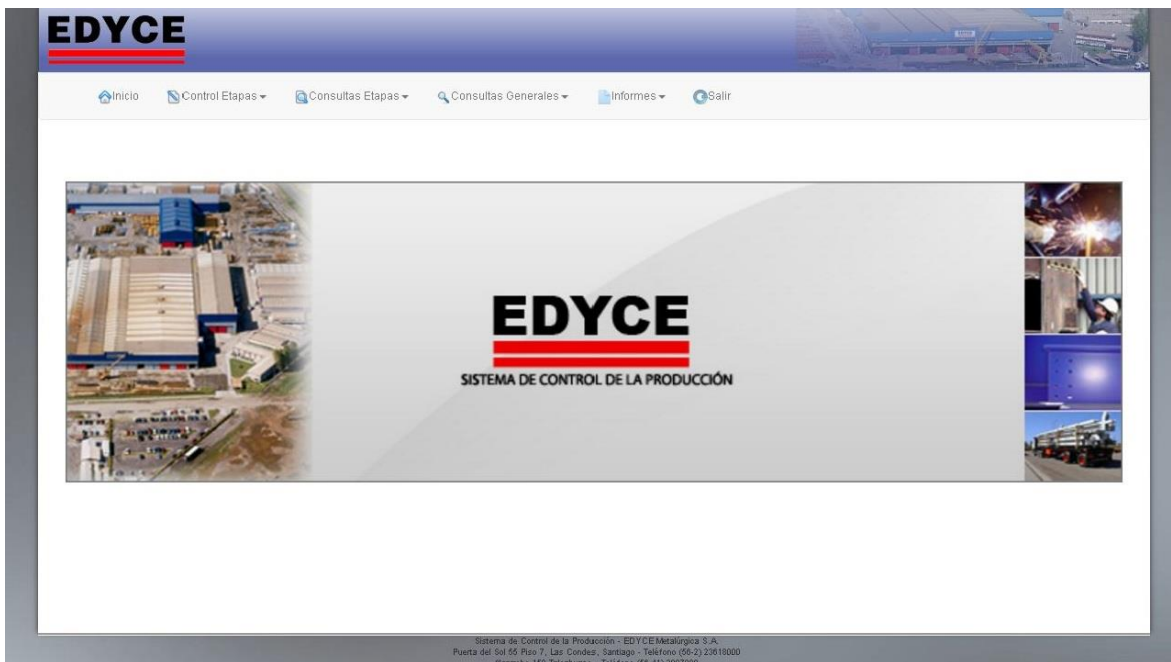 EDYCE
Inicio Control Etapas Consultas Etapas Consultas Generales Informes Salir
EDYCE
SISTEMA DE CONTROL DE LA PRODUCCIÓN
Sistema de Control de la Producción - EDYCE Metalúrgica S.A.
Puerta del Sol 55 Piso 7, Las Condes, Santiago - Teléfono (56-2) 23618000